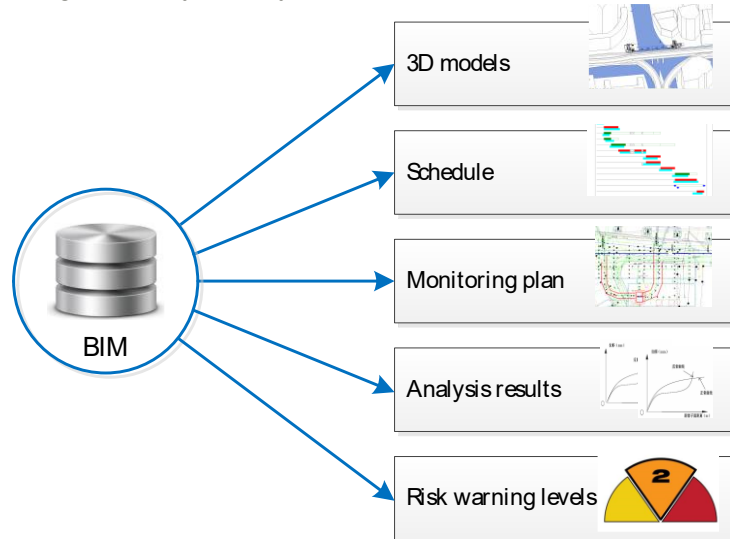 3D models
Schedule
Monitoring plan
BIM
Analysis results
Risk warning levels
2